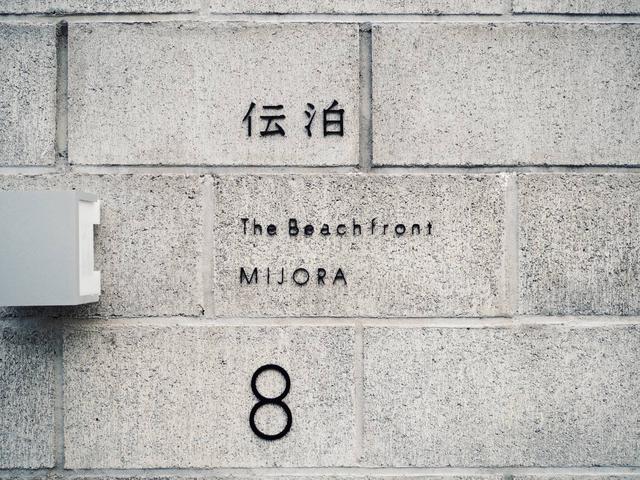 伝泊
The Beachfront
MIJORA
8